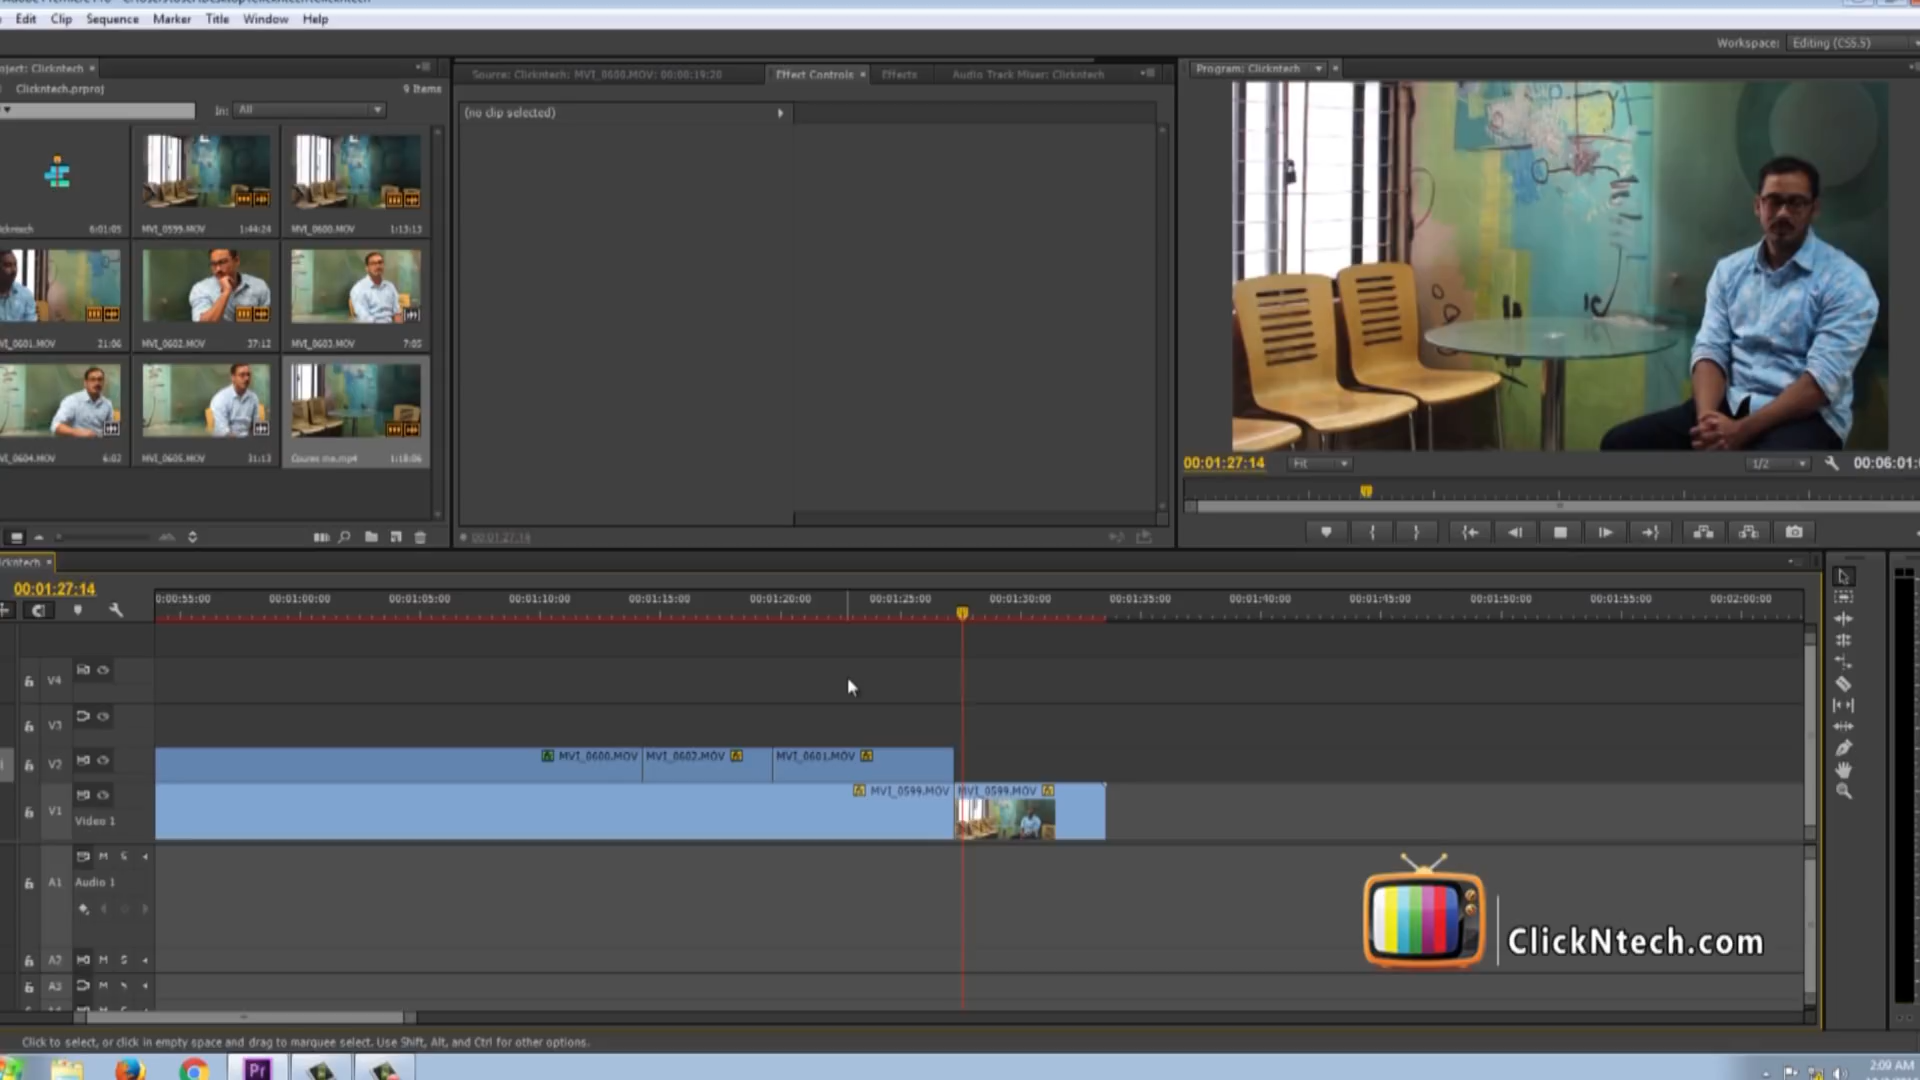 Edit Clip Sequence Marker Title Window Help
Workspace: Editing (CS5.5)
oject: Clickntech
Clickntech.prproj
9 Items
In: All
6:01:05
MVI_0599.MOV 1:44:24
MVI_0600.MOV 1:13:13
VI_0601.MOV 21:06
MVI_0602.MOV 37:12
MVI_0603.MOV 7:05
VI_0604.MOV 6:02
MVI_0605.MOV 31:13
me.mp4 1:18:06
Source: Clickntech: MVI_0600.MOV: 00:00:19:20
Effect Controls
Effects
Audio Track Mixer: Clickntech
(no clip selected)
00:01:27:14
Program: Clickntech
00:01:27:14
Fit
1/2
00:06:01:0
ickntech
00:01:27:14
0:00:55:00 00:01:00:00 00:01:05:00 00:01:10:00 00:01:15:00 00:01:20:00 00:01:25:00 00:01:30:00 00:01:35:00 00:01:40:00 00:01:45:00 00:01:50:00 00:01:55:00 00:02:00:00
V4
V3
V2
MVI_0600.MOV MVI_0602.MOV MVI_0601.MOV
V1
Video 1
MVI_0599.MOV MVI_0599.MOV
A1
M S
Audio 1
A2 M S
A3 M
ClickNtech.com
Click to select, or click in empty space and drag to marquee select. Use Shift, Alt, and Ctrl for other options.
Pr
2:09 AM